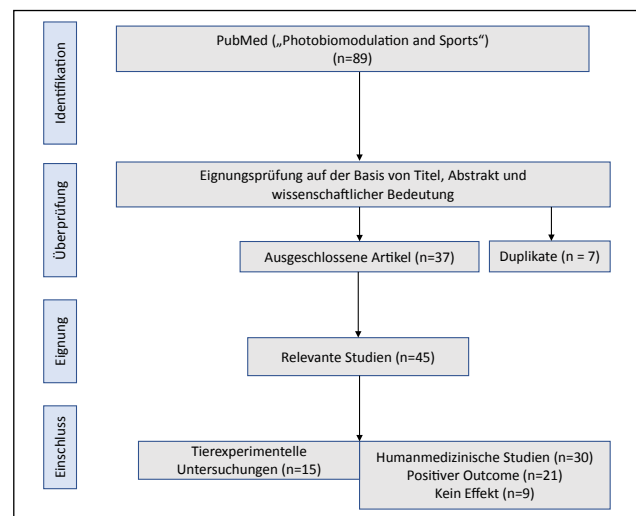 Identifikation
PubMed („Photobiomodulation and Sports“)
(n=89)
Überprüfung
Eignungsprüfung auf der Basis von Titel, Abstrakt und
wissenschaftlicher Bedeutung
Ausgeschlossene Artikel (n=37)
Duplikate (n = 7)
Eignung
Relevante Studien (n=45)
Einschluss
Tierexperimentelle
Untersuchungen (n=15)
Humanmedizinische Studien (n=30)
Positiver Outcome (n=21)
Kein Effekt (n=9)